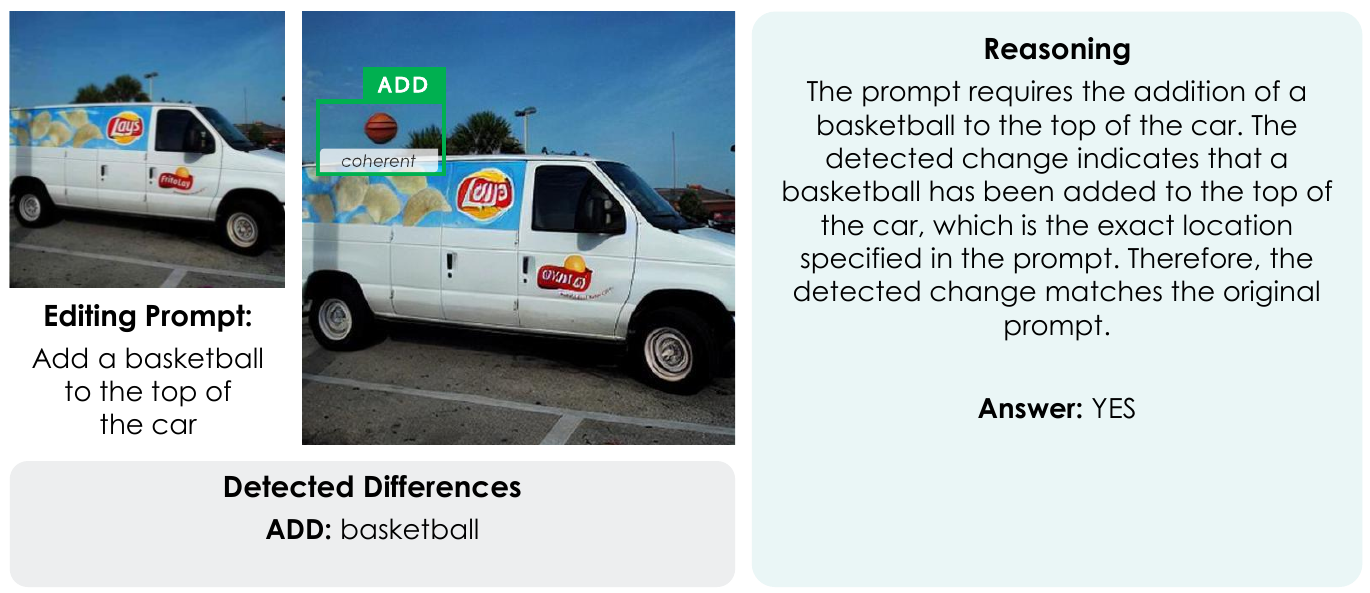 Lays
FritoLay
Editing Prompt:
Add a basketball
to the top of
the car
ADD
coherent
Detected Differences
ADD: basketball
Reasoning
The prompt requires the addition of a
basketball to the top of the car. The
detected change indicates that a
basketball has been added to the top of
the car, which is the exact location
specified in the prompt. Therefore, the
detected change matches the original
prompt.
Answer: YES